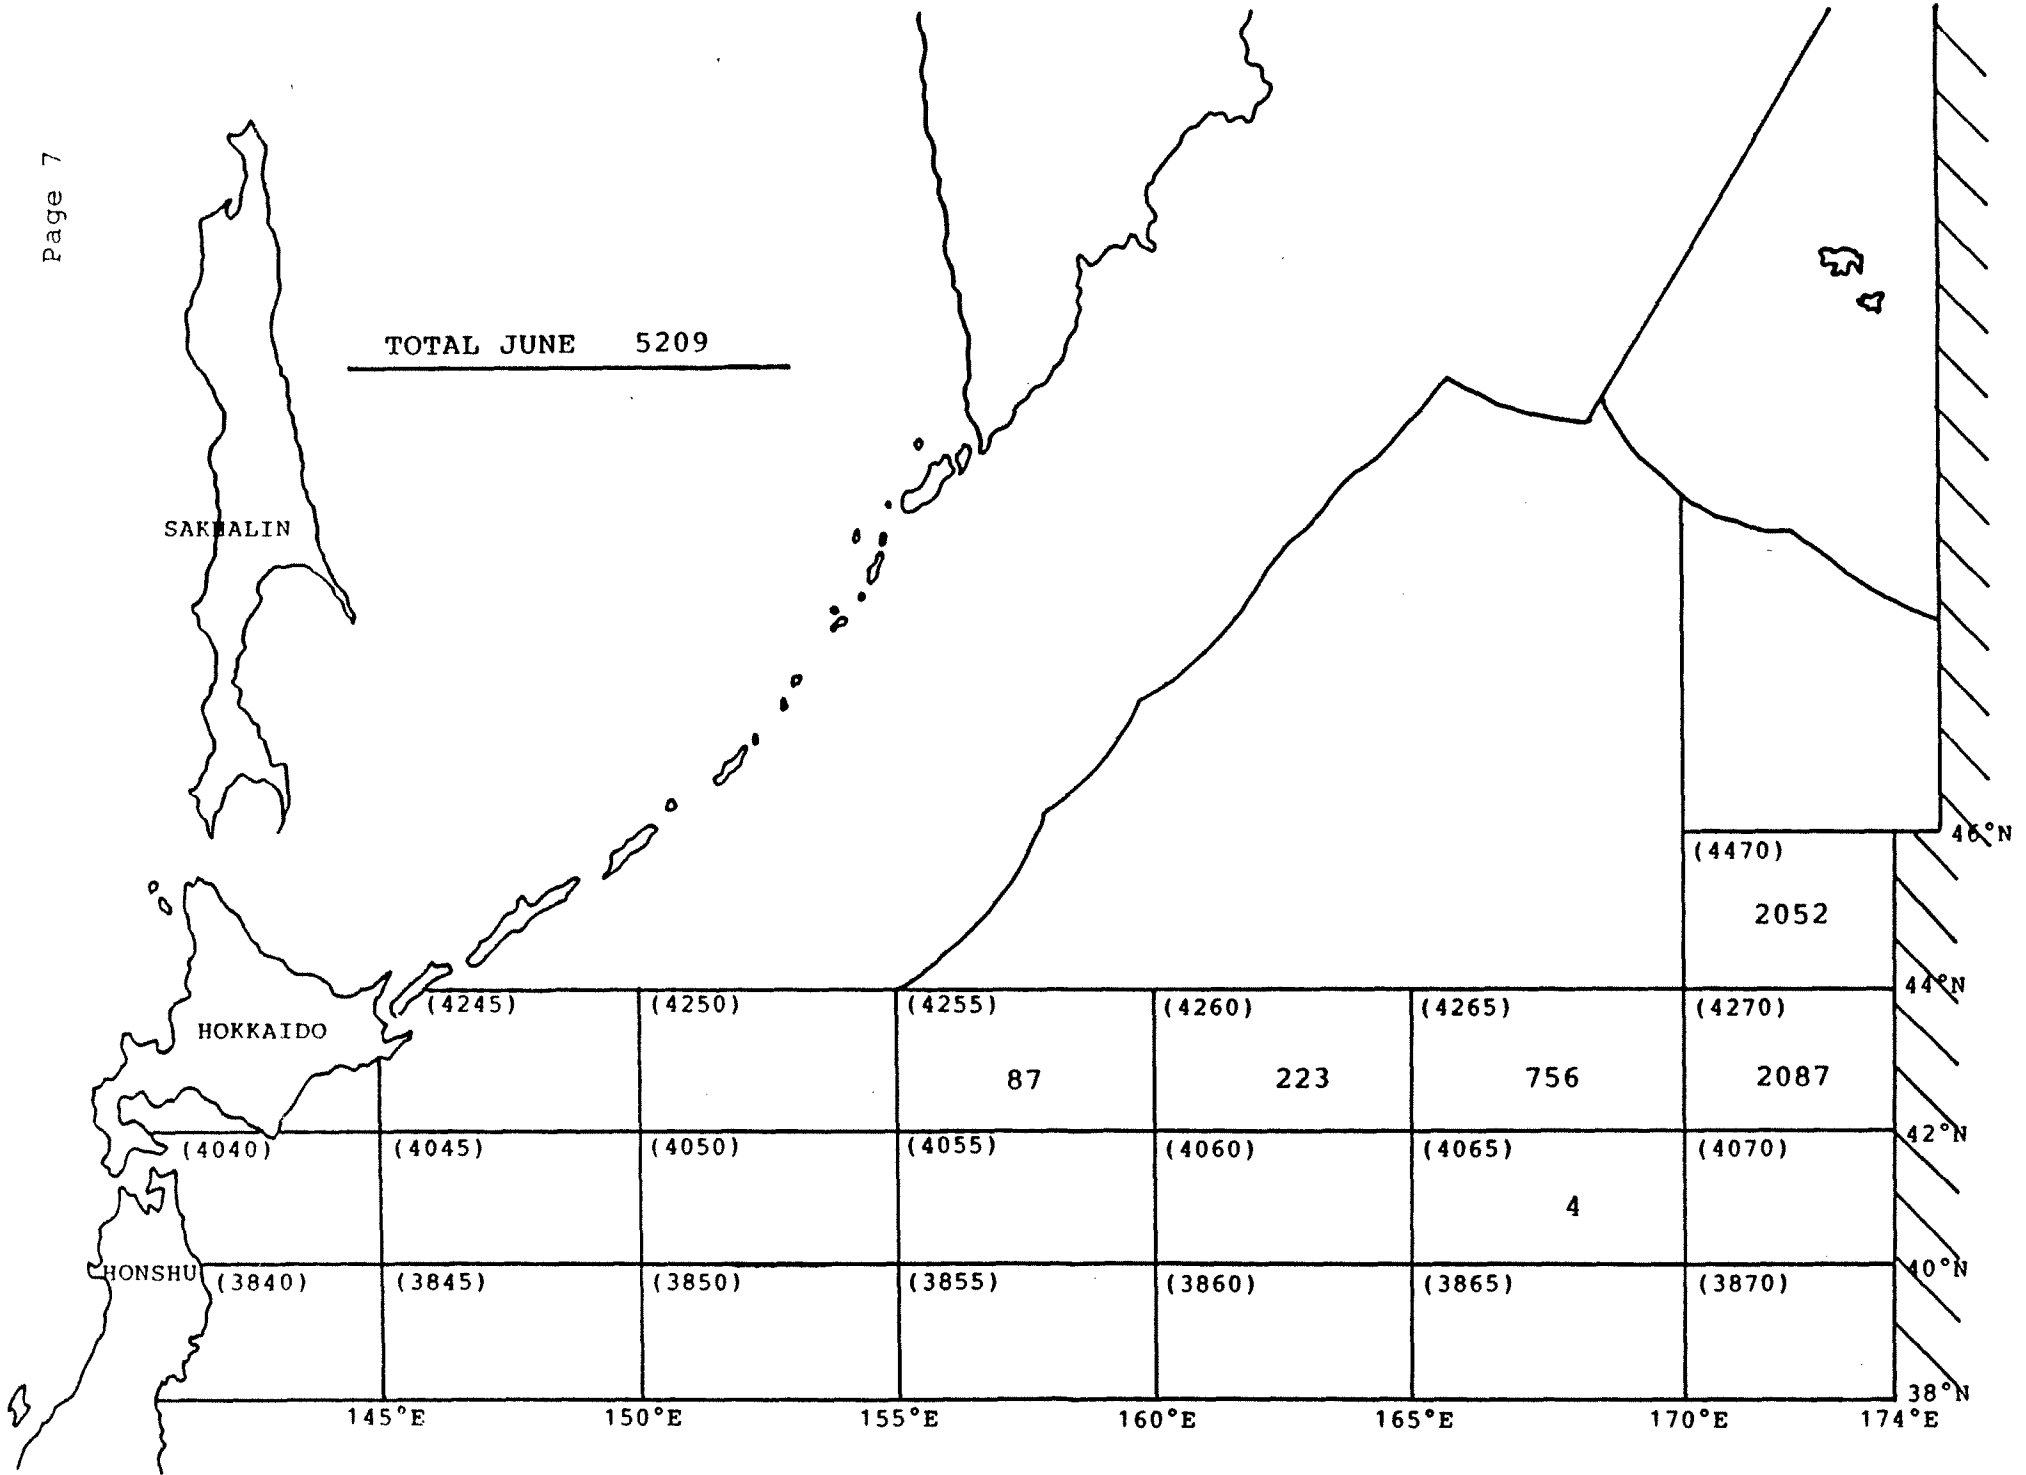 Page 7
TOTAL JUNE 5209
SAKHALIN
46°N
(4470)
2052
44°N
(4245) (4250) (4255) (4260) (4265) (4270)
HOKKAIDO
87 223 756 2087
42°N
(4040) (4045) (4050) (4055) (4060) (4065) (4070)
4
40°N
HONSHU (3840) (3845) (3850) (3855) (3860) (3865) (3870)
38°N
145°E 150°E 155°E 160°E 165°E 170°E 174°E